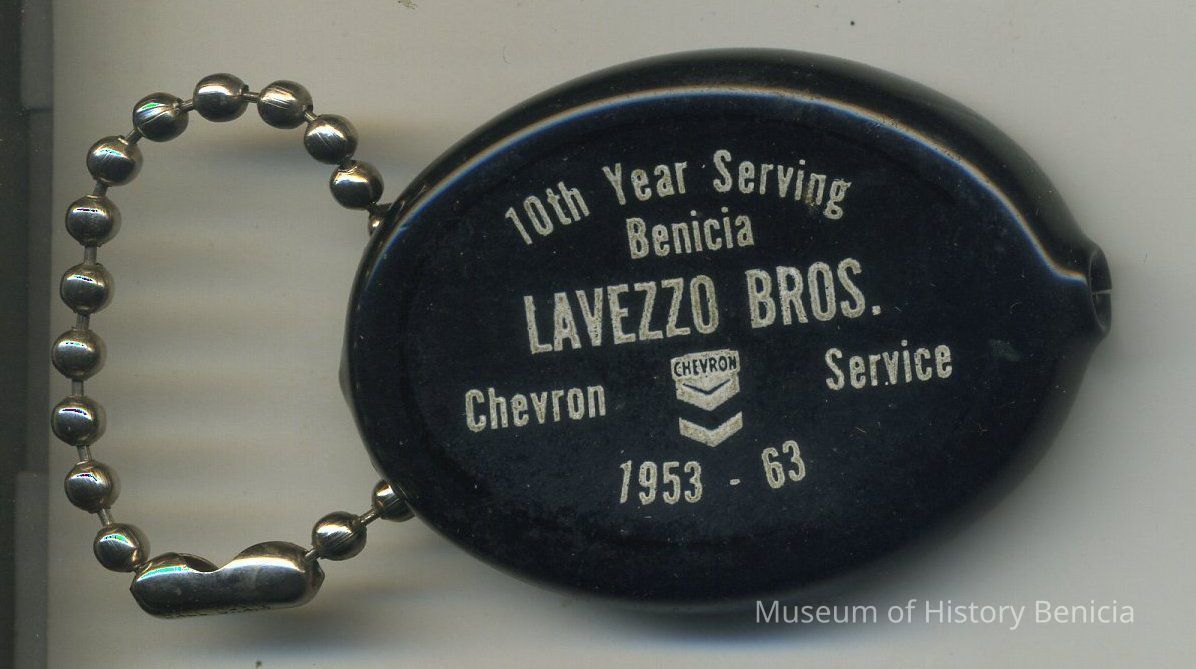 10th Year Serving
Benicia
LAVEZZO BROS.
Chevron CHEVRON Service
1953 - 63
Museum of History Benicia